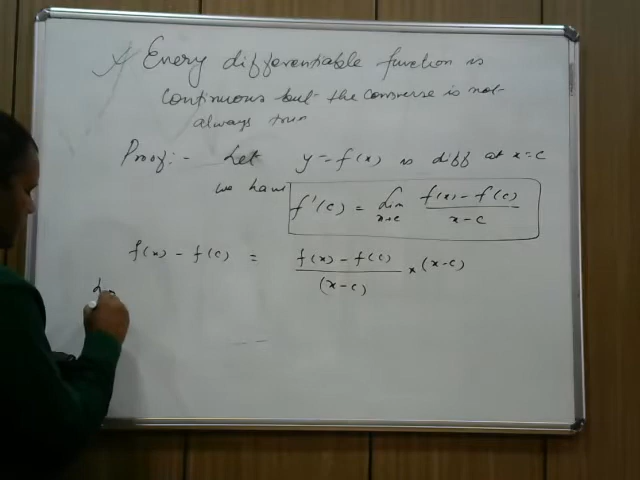 Every differentiable function is
continuous but the converse is not
always true
Proof:- Let y = f(x) is diff at x=c
we have f'(c) = lim x→c f(x) - f(c) / x-c
f(x) - f(c) = f(x) - f(c) / (x-c) × (x-c)